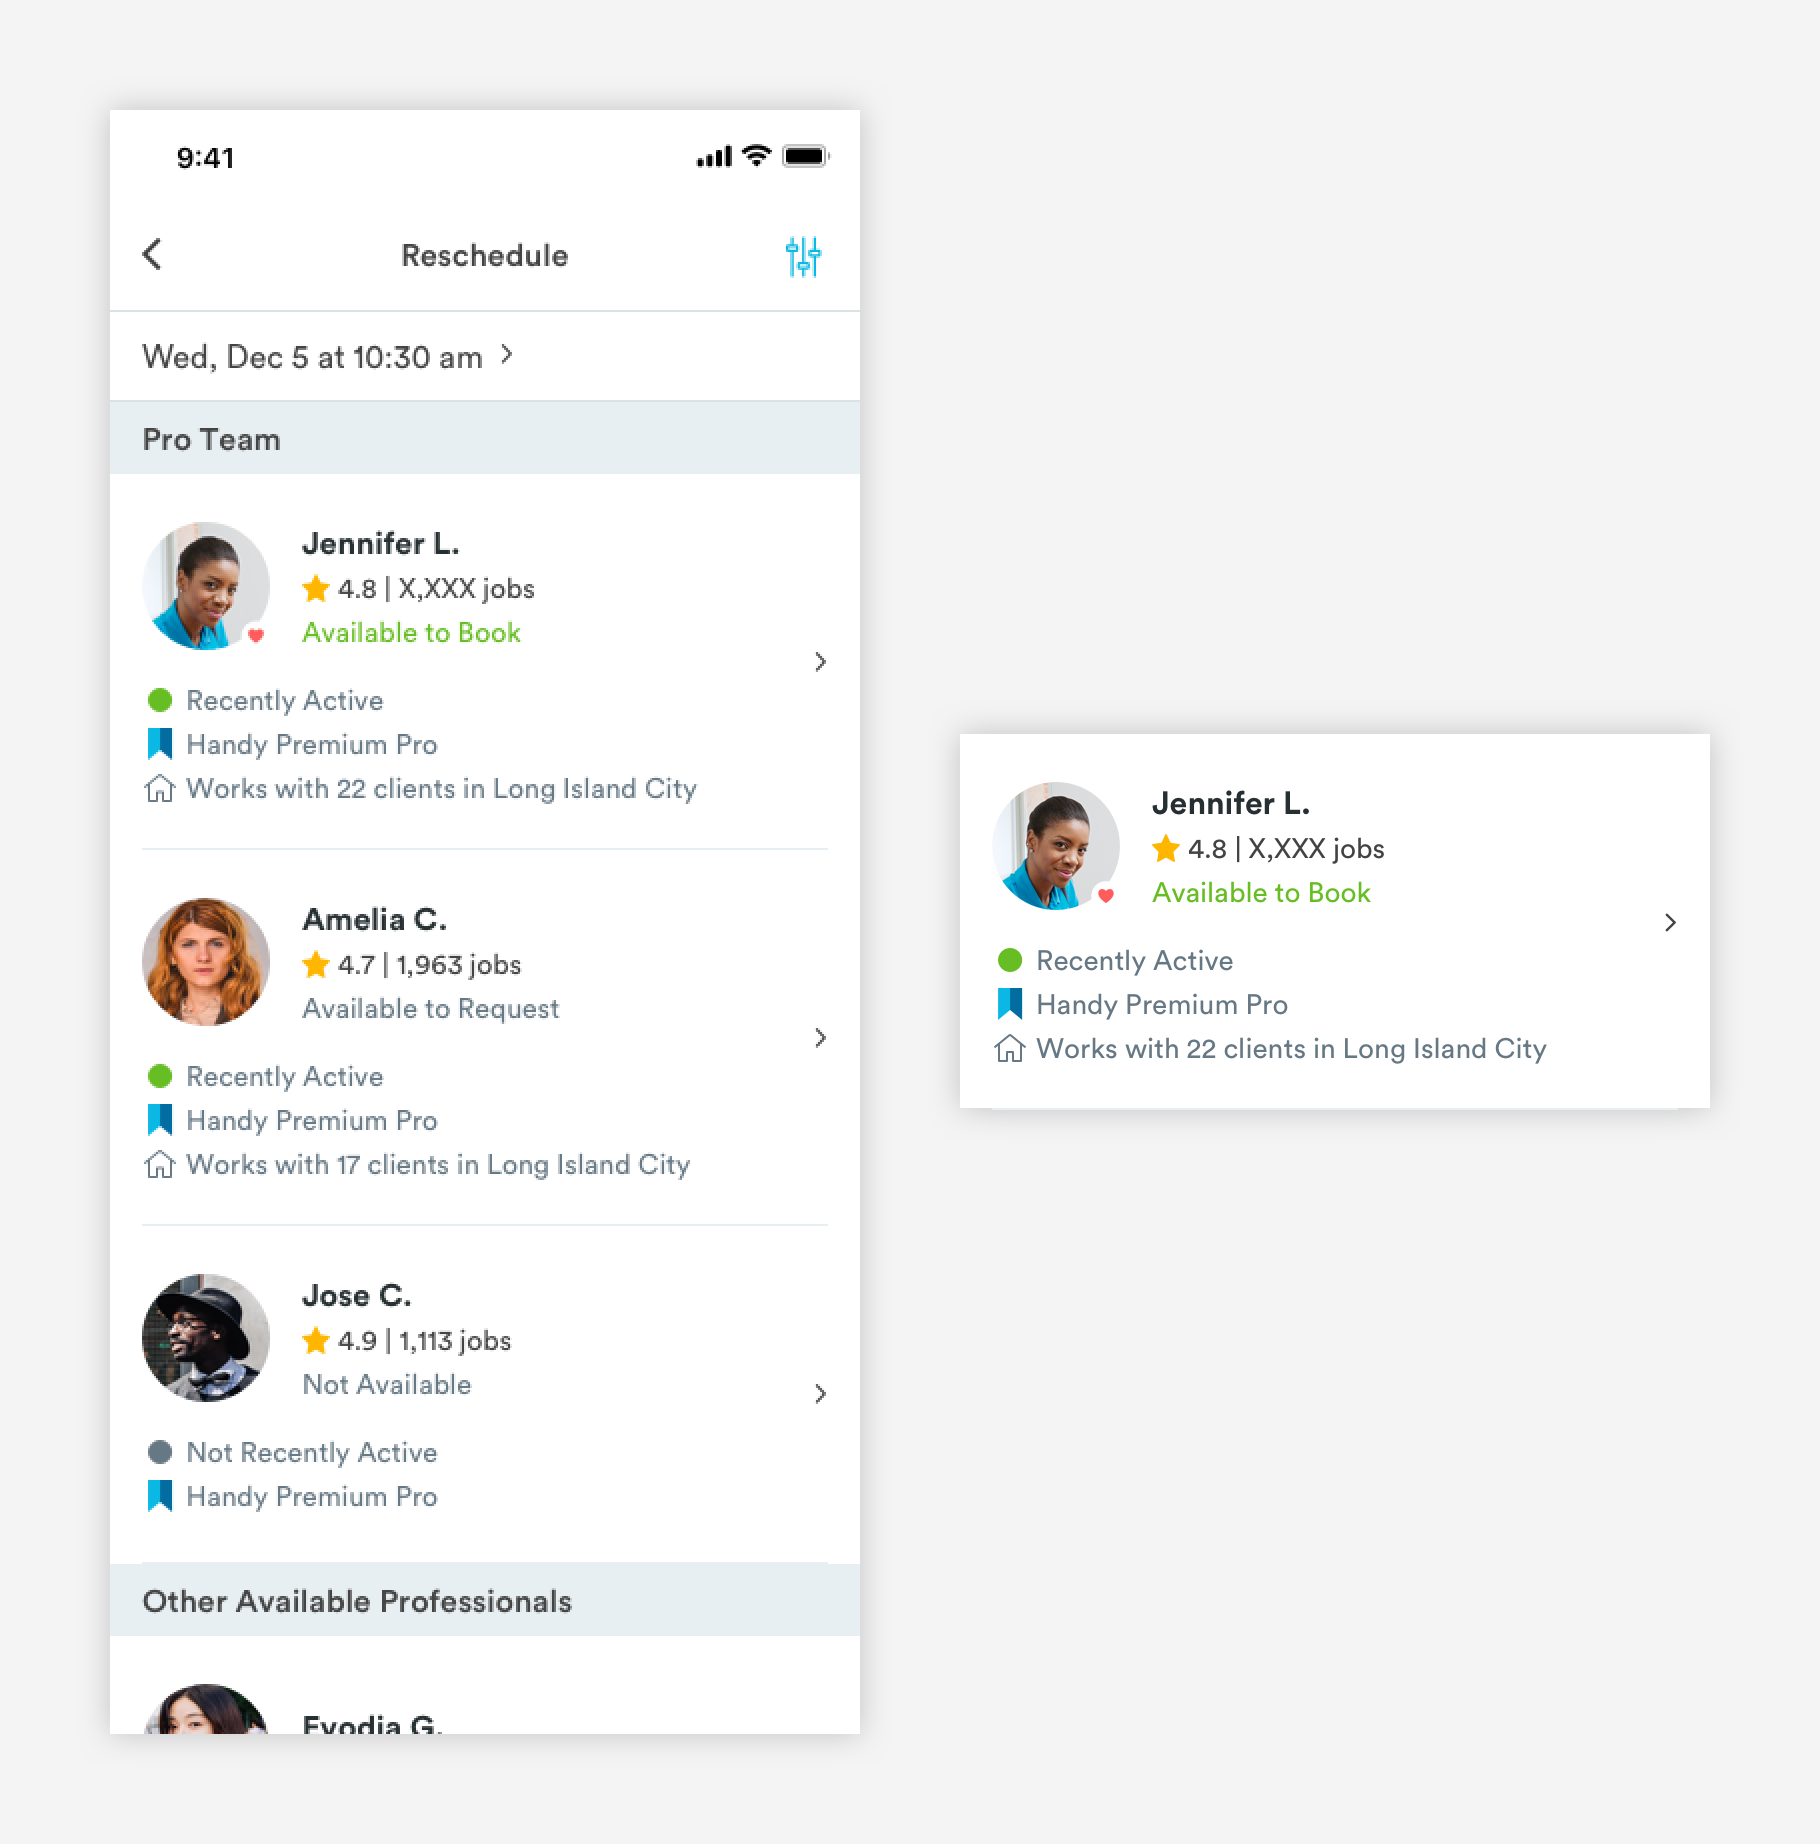 9:41
Reschedule
Wed, Dec 5 at 10:30 am
Pro Team
Jennifer L.
4.8 | X,XXX jobs
Available to Book
Recently Active
Handy Premium Pro
Works with 22 clients in Long Island City
Amelia C.
4.7 | 1,963 jobs
Available to Request
Recently Active
Handy Premium Pro
Works with 17 clients in Long Island City
Jose C.
4.9 | 1,113 jobs
Not Available
Not Recently Active
Handy Premium Pro
Other Available Professionals
Evodia G.
Jennifer L.
4.8 | X,XXX jobs
Available to Book
Recently Active
Handy Premium Pro
Works with 22 clients in Long Island City